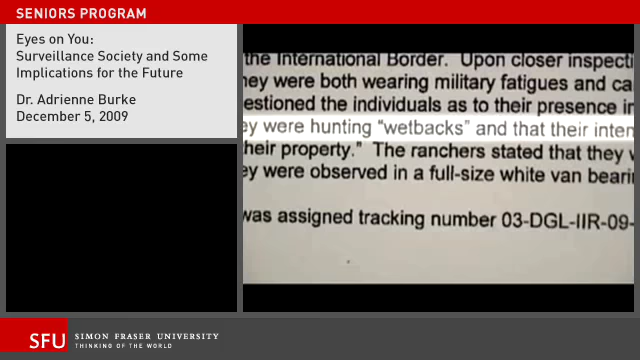 SENIORS PROGRAM
Eyes on You:
Surveillance Society and Some
Implications for the Future
Dr. Adrienne Burke
December 5, 2009
the International Border. Upon closer inspecti
hey were both wearing military fatigues and ca
estioned the individuals as to their presence in
ey were hunting "wetbacks" and that their inten
heir property." The ranchers stated that they
ey were observed in a full-size white van bearin
was assigned tracking number 03-DGL-IIR-09-
SFU SIMON FRASER UNIVERSITY
THINKING OF THE WORLD